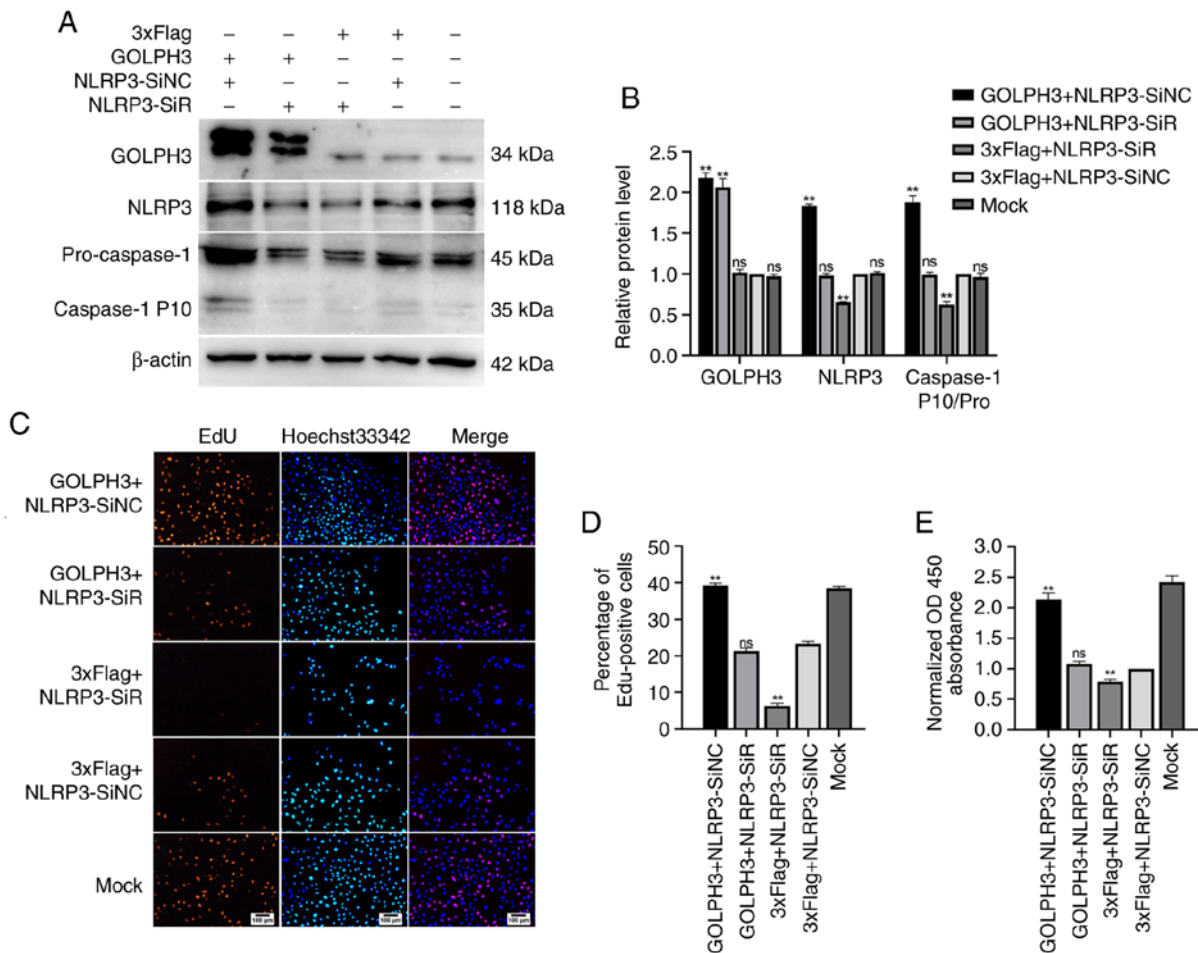 A
3xFlag – – + + –
GOLPH3 + + – – –
NLRP3-SiNC + – – + –
NLRP3-SiR – + + – –
GOLPH3 34 kDa
NLRP3 118 kDa
Pro-caspase-1 45 kDa
Caspase-1 P10 35 kDa
β-actin 42 kDa
B
Relative protein level
2.5
2.0
1.5
1.0
0.5
0.0
** ** ns ns
** ns ** ns
** ns ** ns
GOLPH3 NLRP3 Caspase-1
P10/Pro
GOLPH3+NLRP3-SiNC
GOLPH3+NLRP3-SiR
3xFlag+NLRP3-SiR
3xFlag+NLRP3-SiNC
Mock
C
EdU Hoechst33342 Merge
GOLPH3+
NLRP3-SiNC
GOLPH3+
NLRP3-SiR
3xFlag+
NLRP3-SiR
3xFlag+
NLRP3-SiNC
Mock
100 μm 100 μm 100 μm
D
Percentage of
Edu-positive cells
50
40
30
20
10
0
** ns **
GOLPH3+NLRP3-SiNC
GOLPH3+NLRP3-SiR
3xFlag+NLRP3-SiR
3xFlag+NLRP3-SiNC
Mock
E
Normalized OD 450
absorbance
3.0
2.5
2.0
1.5
1.0
0.5
0.0
** ns **
GOLPH3+NLRP3-SiNC
GOLPH3+NLRP3-SiR
3xFlag+NLRP3-SiR
3xFlag+NLRP3-SiNC
Mock